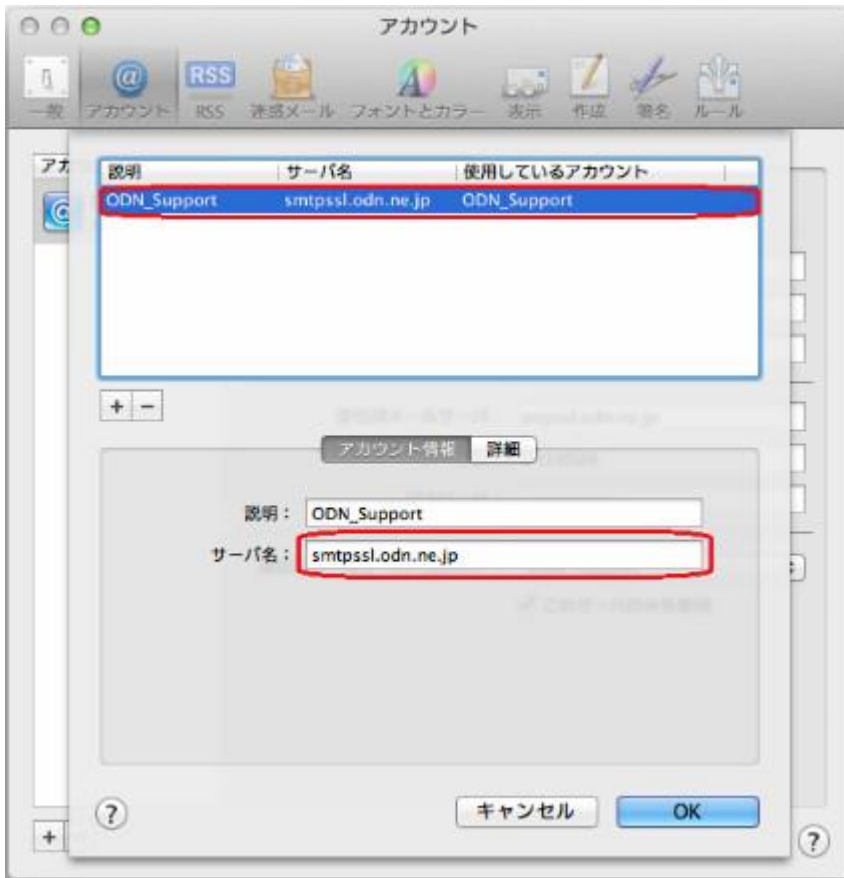 アカウント
RSS
一般 アカウント RSS 迷惑メール フォントとカラー 表示 作成 署名 ルール
アカ
説明 サーバ名 使用しているアカウント
ODN_Support smtpssl.odn.ne.jp ODN_Support
+ −
アカウント情報 詳細
説明： ODN_Support
サーバ名： smtpssl.odn.ne.jp
? キャンセル OK
+ ?